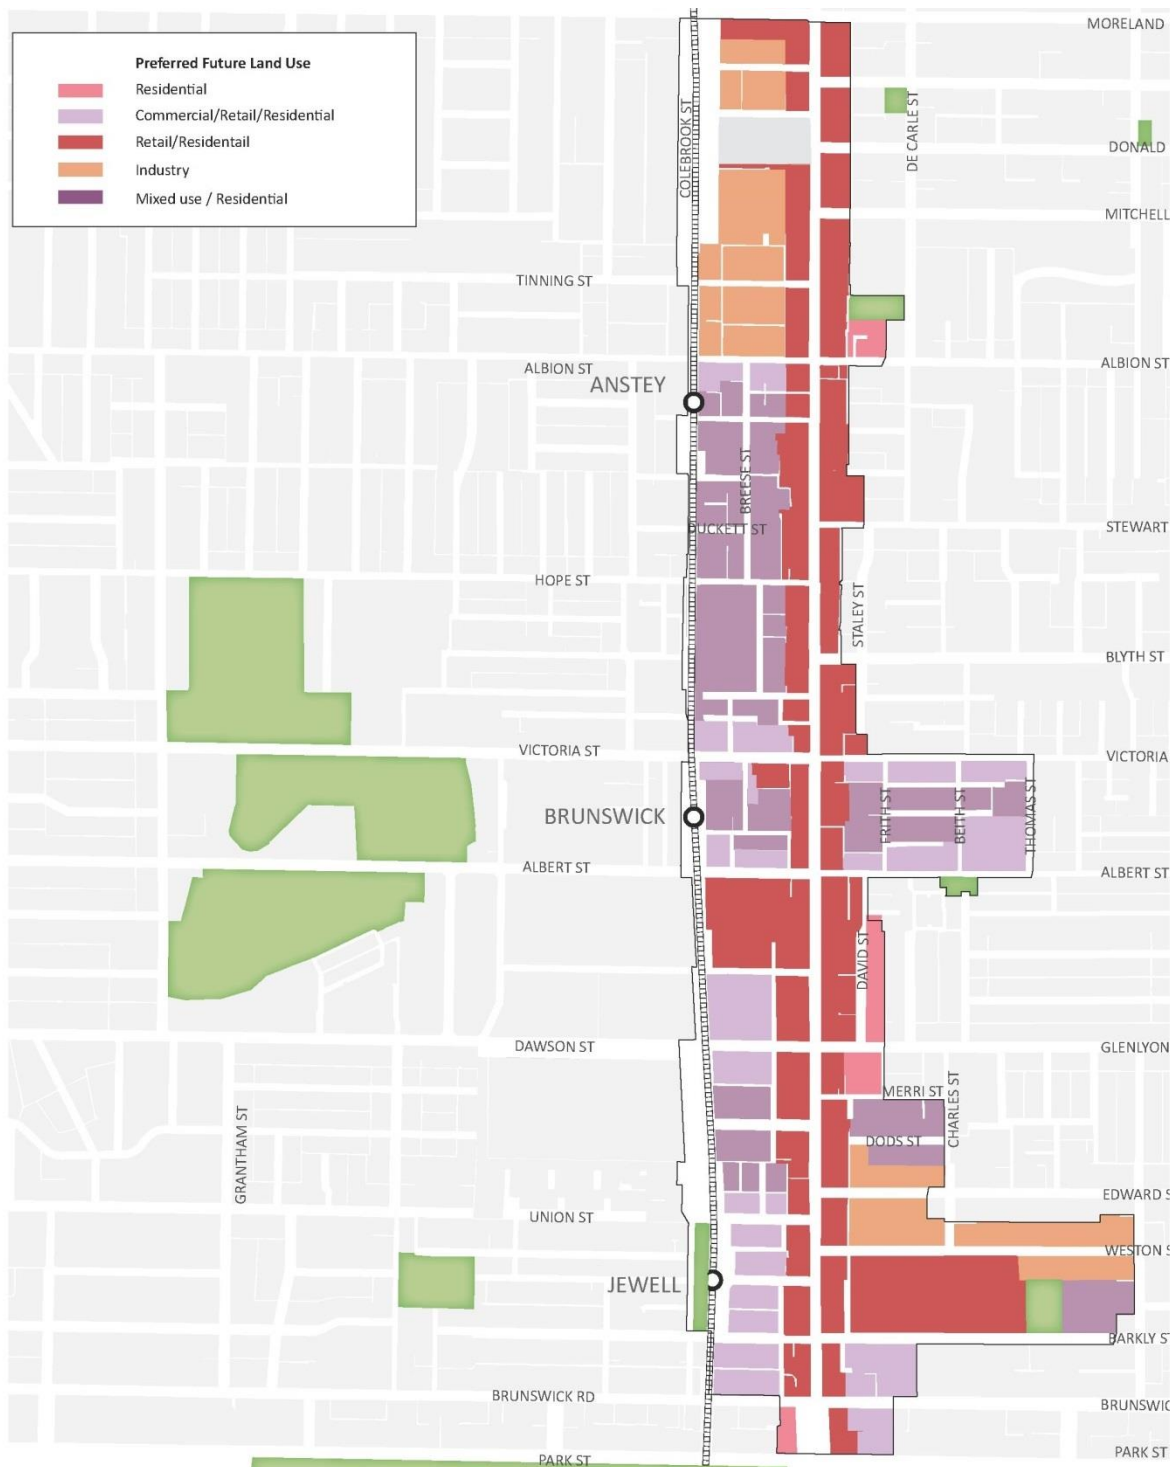 MORELAND
Preferred Future Land Use
Residential
Commercial/Retail/Residential
Retail/Residentail
Industry
Mixed use / Residential
COLEBROOK ST
DE CARLE ST
DONALD
MITCHELL
TINNING ST
ALBION ST
ALBION ST
ANSTEY
BREESE ST
DUCKETT ST
STEWART
HOPE ST
STALEY ST
BLYTH ST
VICTORIA ST
VICTORIA
BRUNSWICK
FRITH ST
BEITH ST
THOMAS ST
ALBERT ST
ALBERT ST
DAVID ST
DAWSON ST
GLENLYON
MERRI ST
CHARLES ST
GRANTHAM ST
DODS ST
EDWARD S
UNION ST
WESTON S
JEWELL
BARKLY ST
BRUNSWICK RD
BRUNSWIC
PARK ST
PARK ST